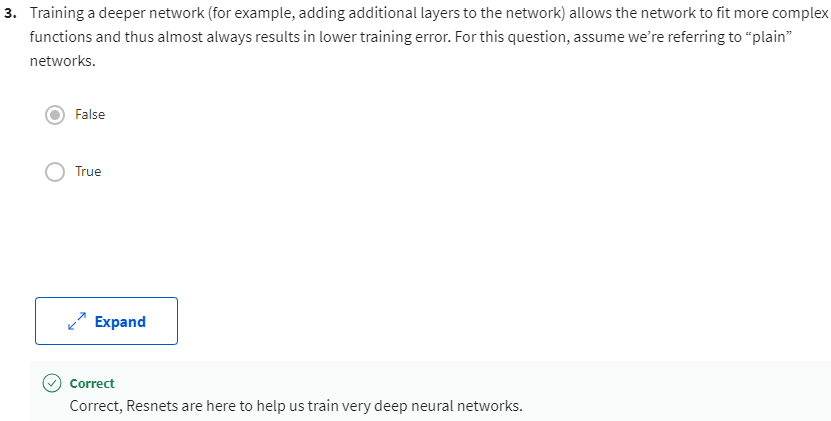 3. Training a deeper network (for example, adding additional layers to the network) allows the network to fit more complex
functions and thus almost always results in lower training error. For this question, assume we’re referring to “plain”
networks.
False
True
Expand
Correct
Correct, Resnets are here to help us train very deep neural networks.